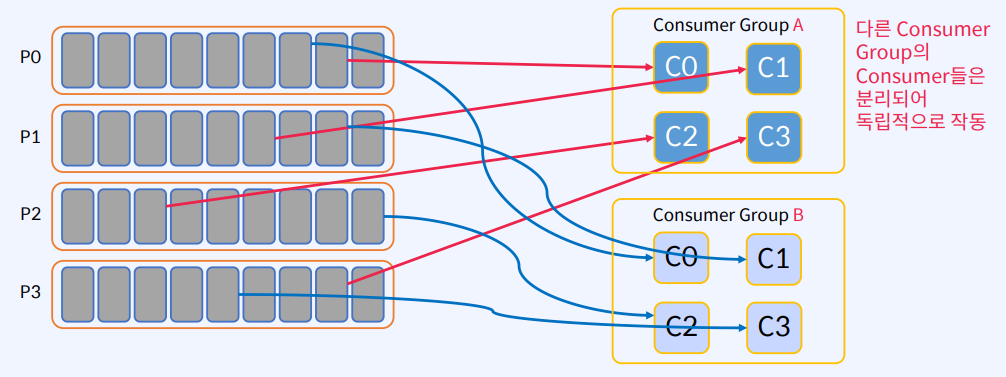 P0
P1
P2
P3
Consumer Group A
C0
C1
C2
C3
Consumer Group B
C0
C1
C2
C3
다른 Consumer
Group의
Consumer들은
분리되어
독립적으로 작동